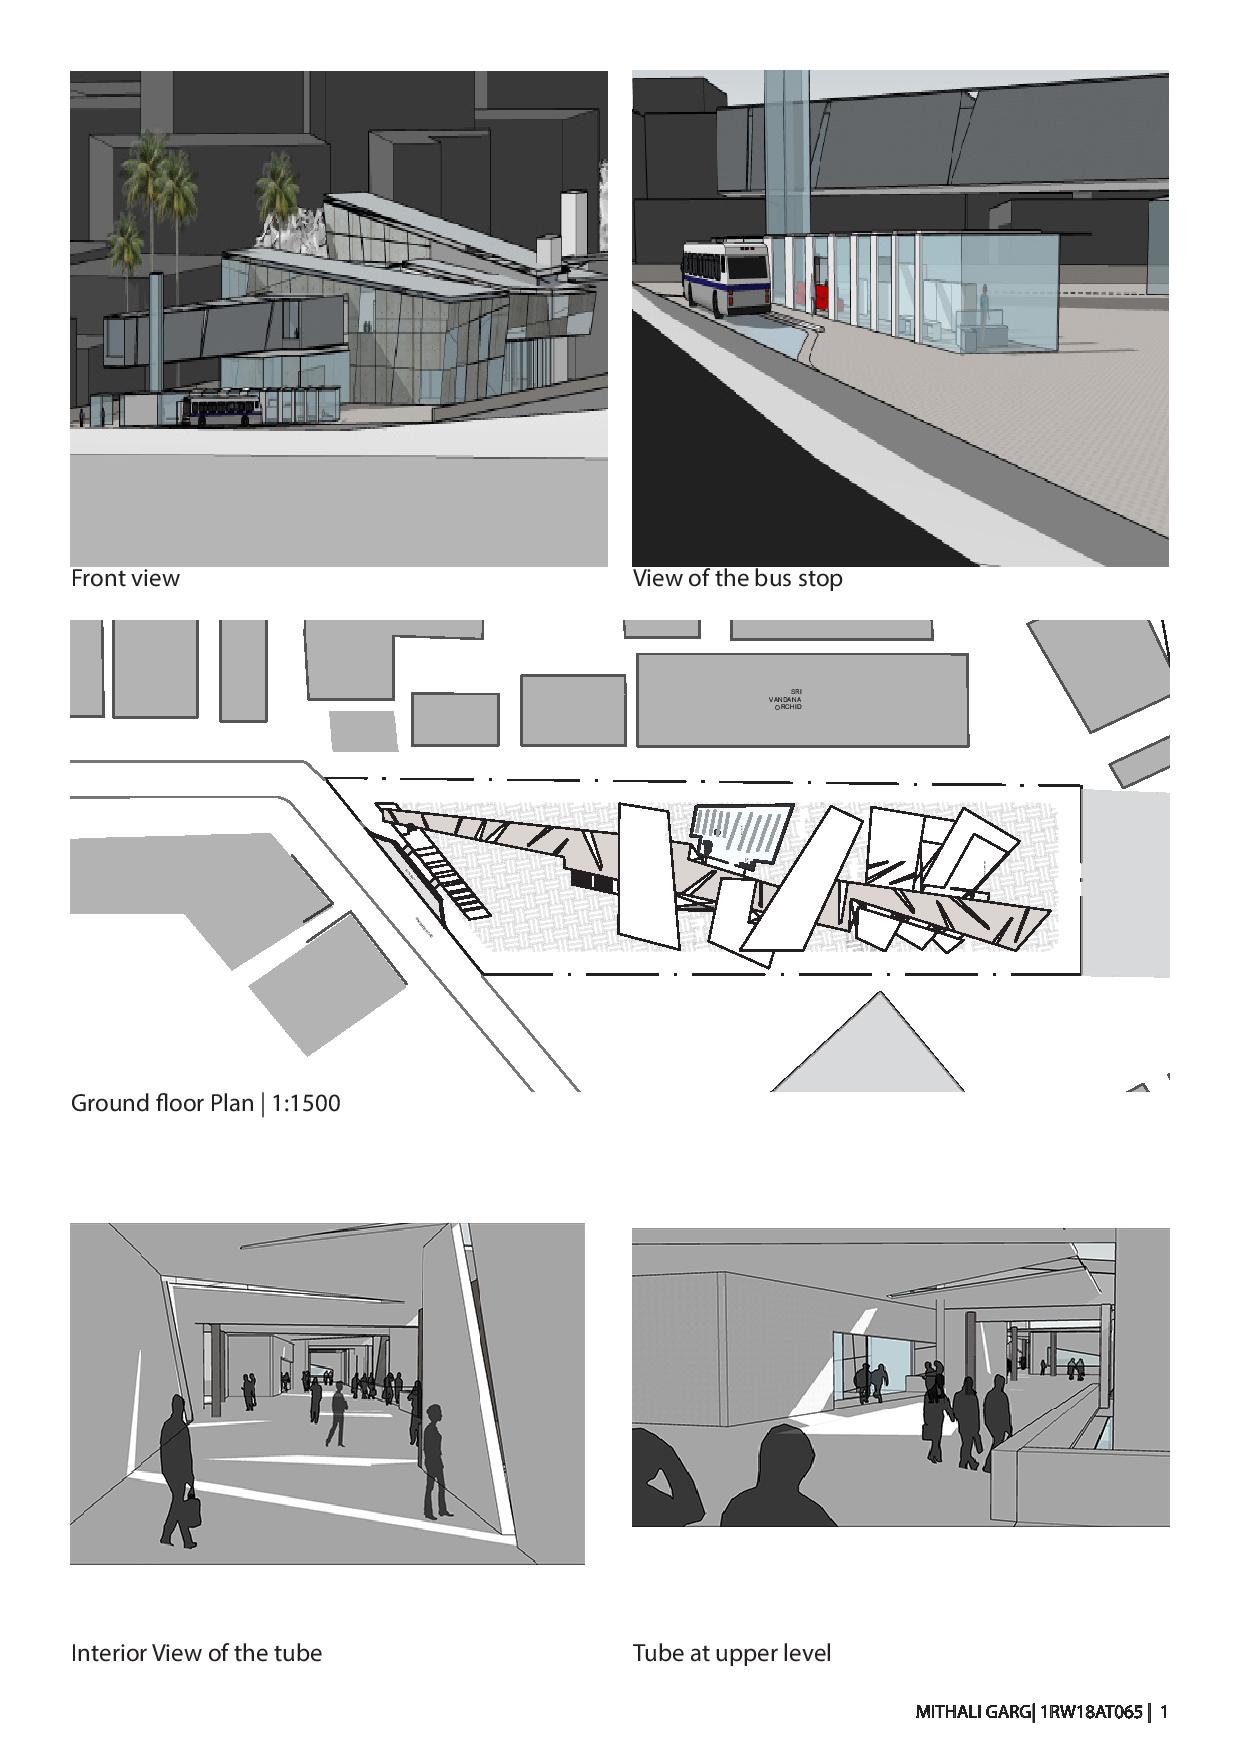 Front view
View of the bus stop
SRI
VANDANA
ORCHID
Ground floor Plan | 1:1500
Interior View of the tube
Tube at upper level
MITHALI GARG| 1RW18AT065 | 1